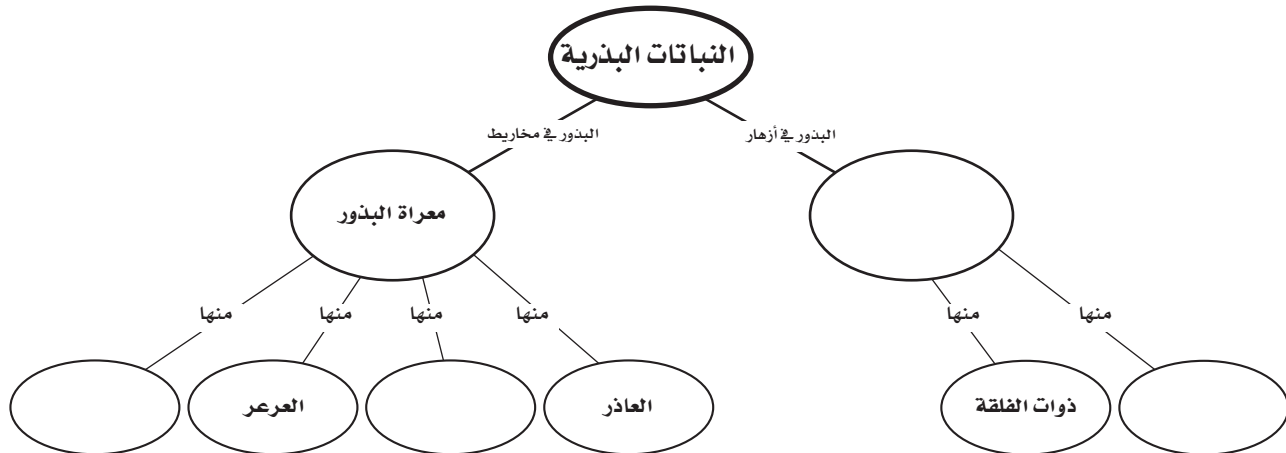 النباتات البذرية
البذور في أزهار
البذور في مخاريط
معراة البذور
منها
منها
منها
منها
منها
منها
ذوات الفلقة
العاذر
العرعر